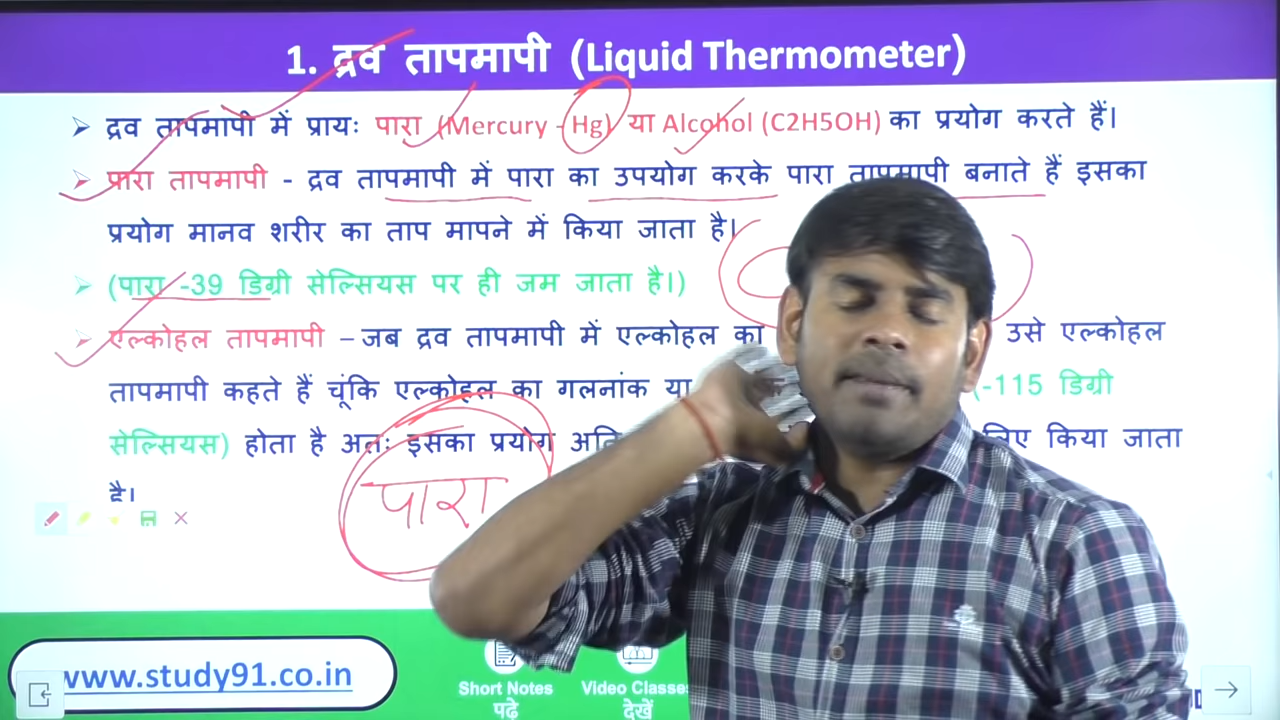 1. द्रव तापमापी (Liquid Thermometer)
द्रव तापमापी में प्रायः पारा (Mercury - Hg) या Alcohol (C2H5OH) का प्रयोग करते हैं।
पारा तापमापी - द्रव तापमापी में पारा का उपयोग करके पारा तापमापी बनाते हैं इसका
प्रयोग मानव शरीर का ताप मापने में किया जाता है।
(पारा -39 डिग्री सेल्सियस पर ही जम जाता है।)
एल्कोहल तापमापी – जब द्रव तापमापी में एल्कोहल का उसे एल्कोहल
तापमापी कहते हैं चूंकि एल्कोहल का गलनांक या (-115 डिग्री
सेल्सियस) होता है अतः इसका प्रयोग किया जाता
है।
पारा
www.study91.co.in
Short Notes
पढ़े
Video Classes
देखें